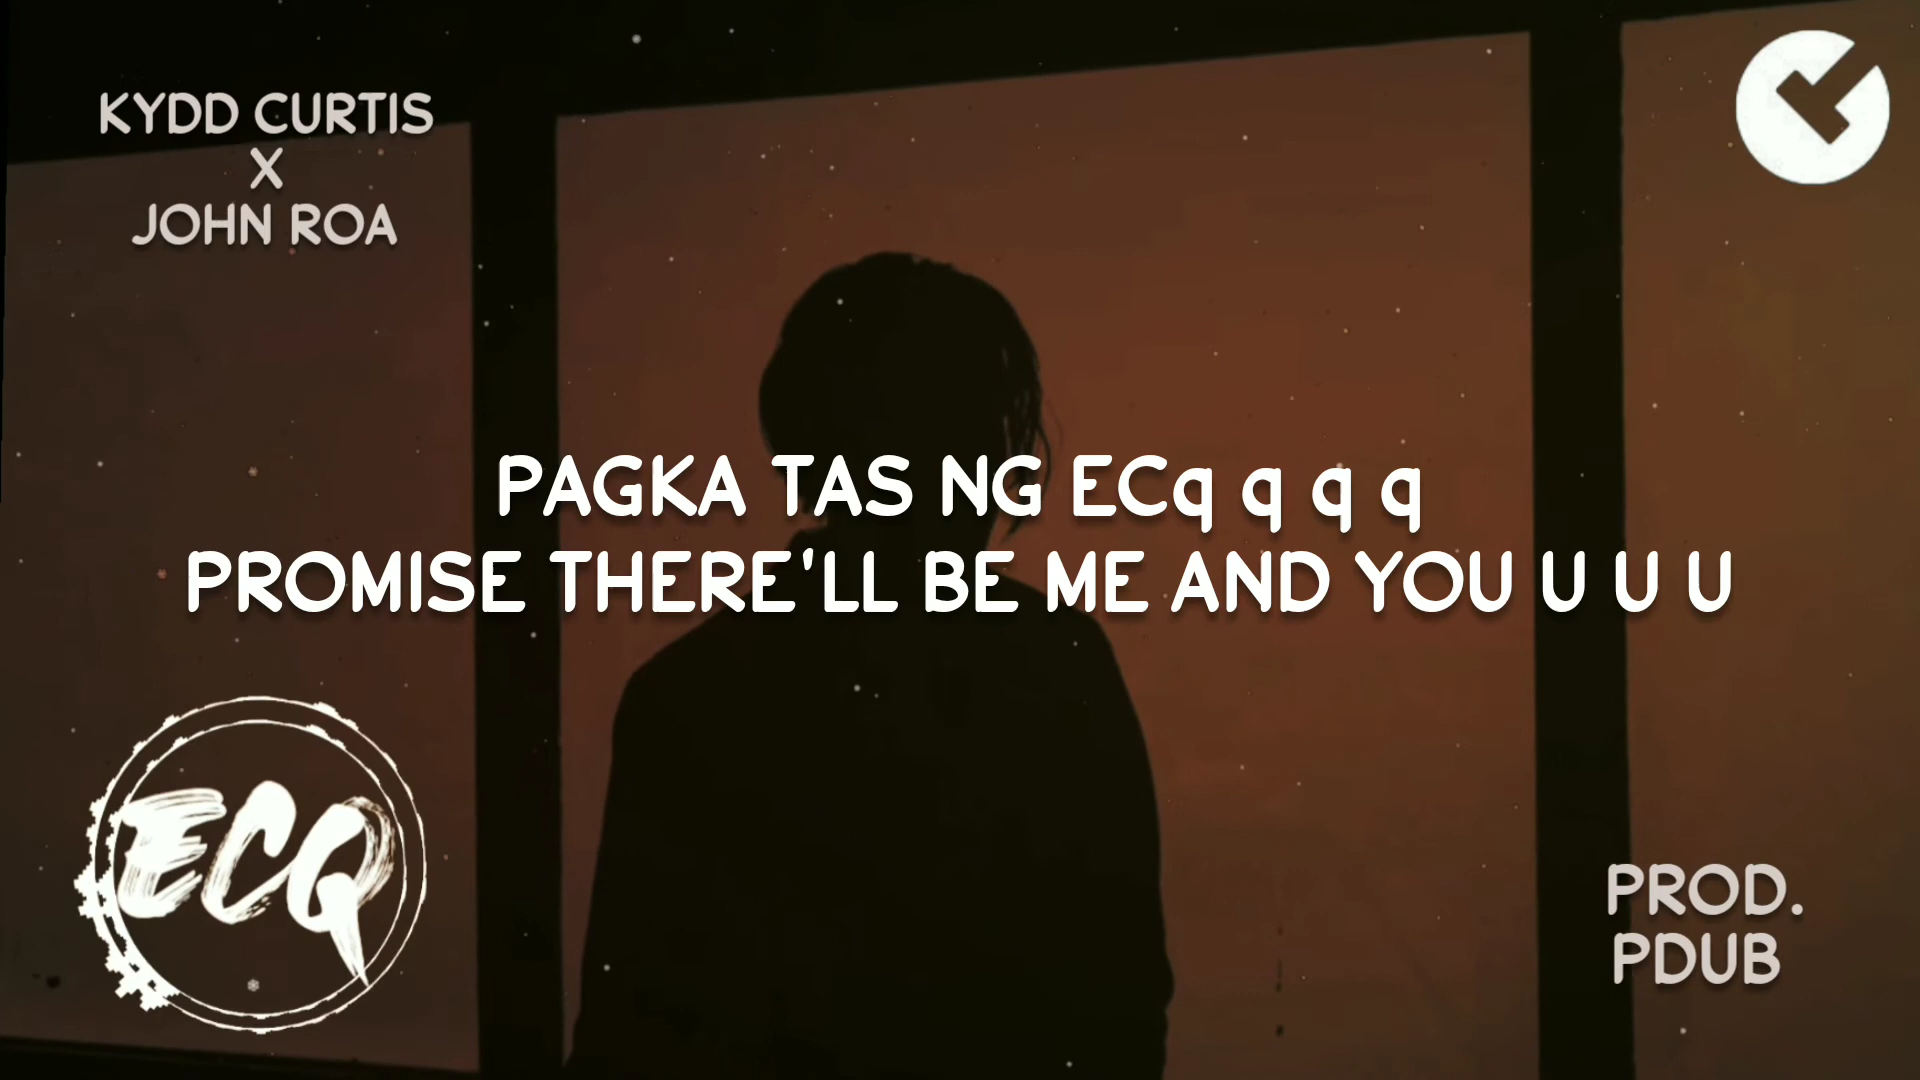 KYDD CURTIS
X
JOHN ROA
PAGKA TAS NG ECq q q q
PROMISE THERE'LL BE ME AND YOU U U U
ECQ
PROD.
PDUB